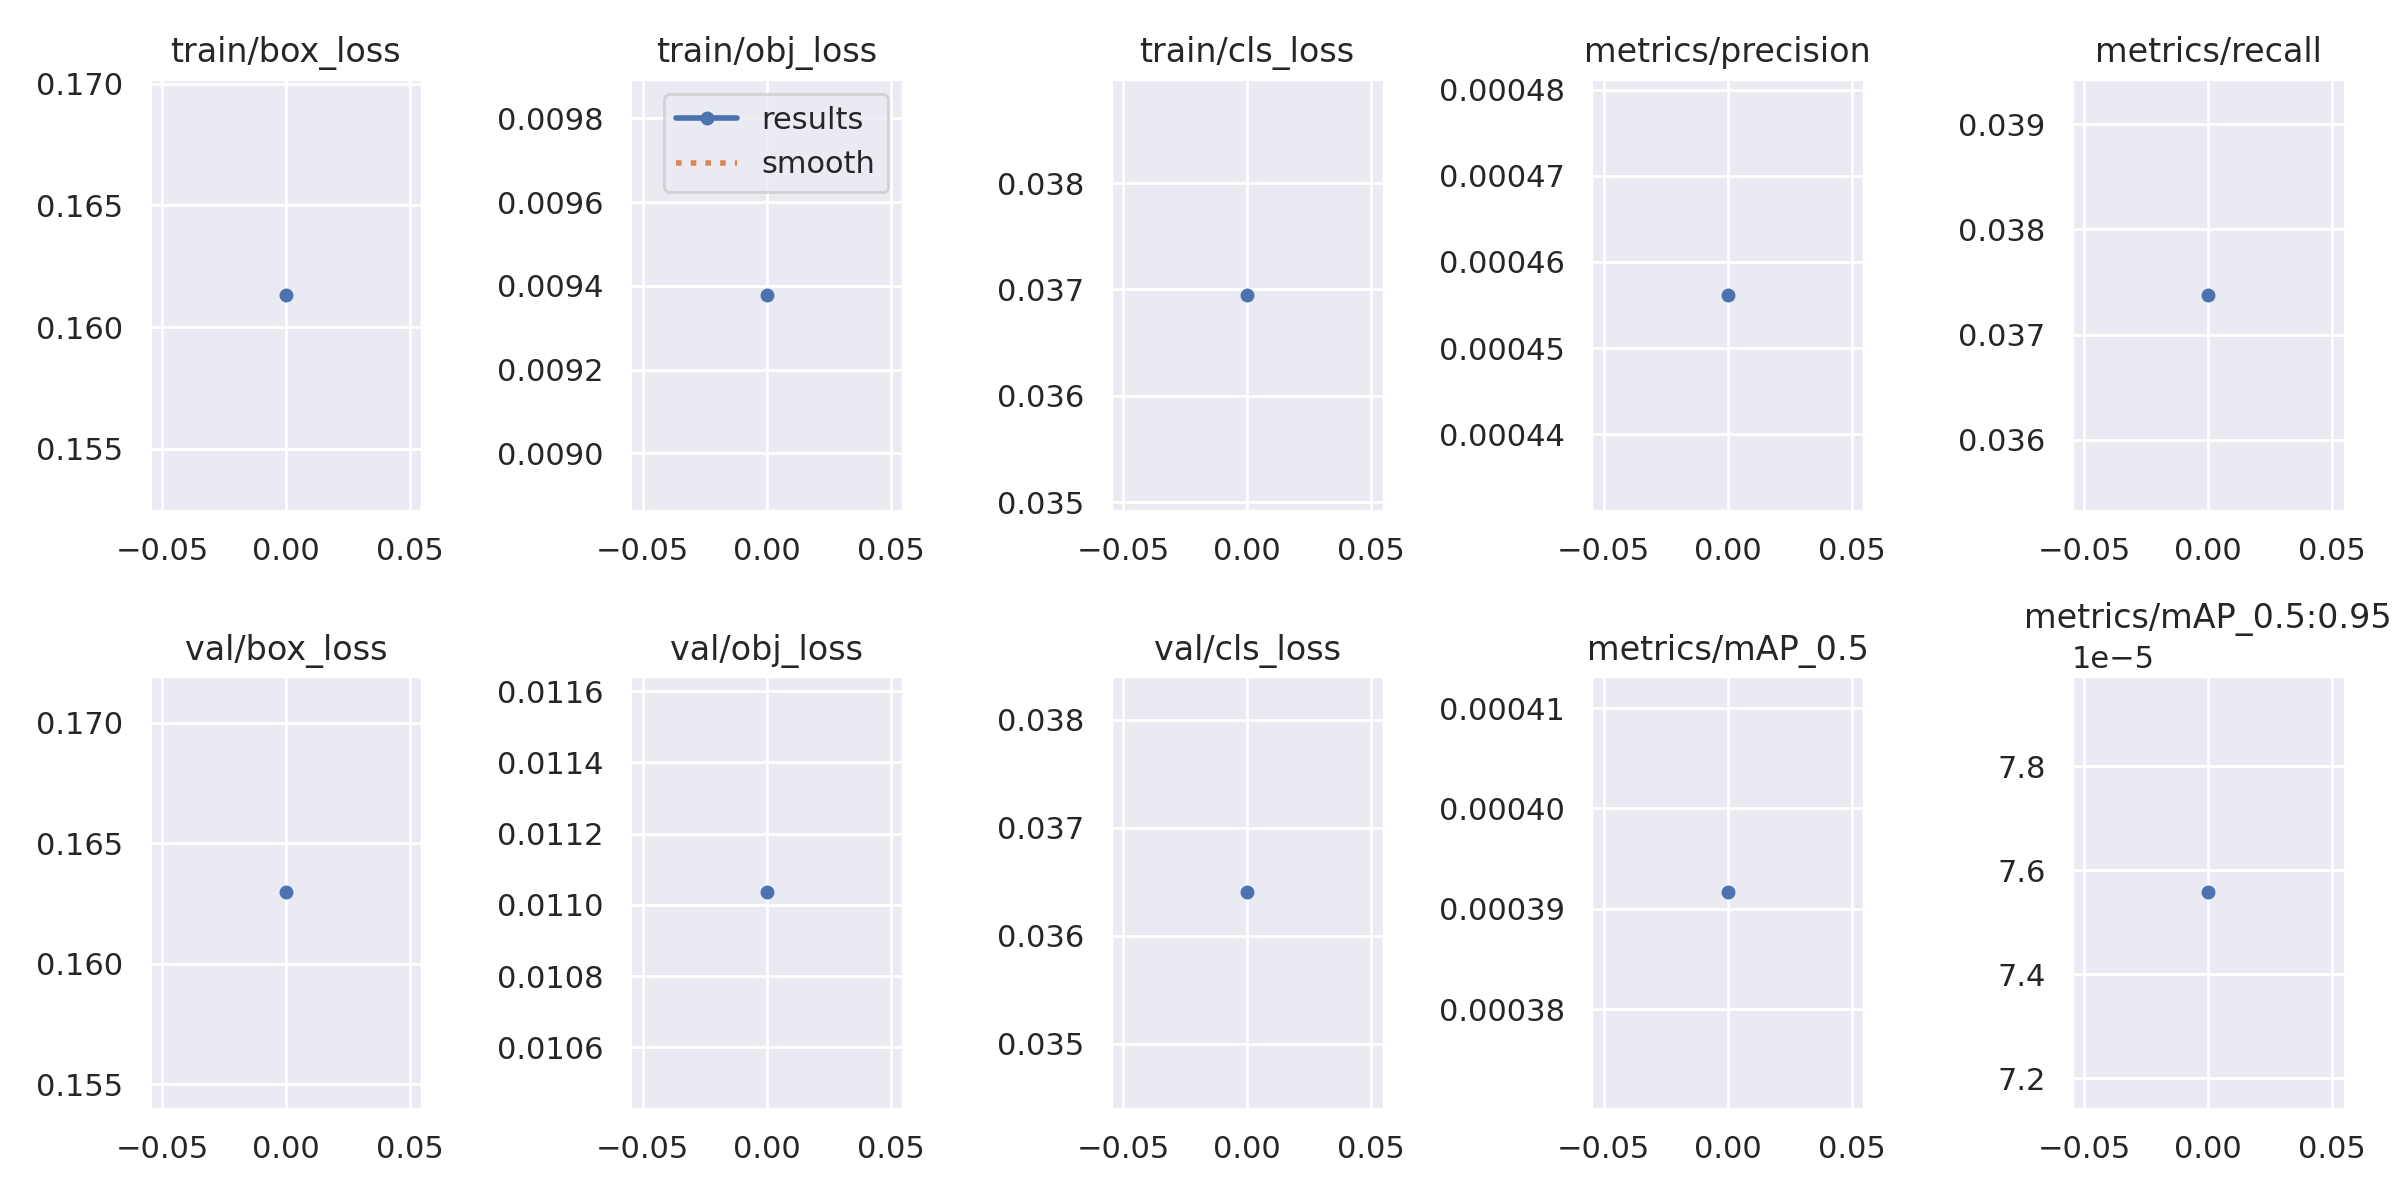 train/box_loss
0.170
0.165
0.160
0.155
−0.05 0.00 0.05
train/obj_loss
results
smooth
0.0098
0.0096
0.0094
0.0092
0.0090
−0.05 0.00 0.05
train/cls_loss
0.038
0.037
0.036
0.035
−0.05 0.00 0.05
metrics/precision
0.00048
0.00047
0.00046
0.00045
0.00044
−0.05 0.00 0.05
metrics/recall
0.039
0.038
0.037
0.036
−0.05 0.00 0.05
val/box_loss
0.170
0.165
0.160
0.155
−0.05 0.00 0.05
val/obj_loss
0.0116
0.0114
0.0112
0.0110
0.0108
0.0106
−0.05 0.00 0.05
val/cls_loss
0.038
0.037
0.036
0.035
−0.05 0.00 0.05
metrics/mAP_0.5
0.00041
0.00040
0.00039
0.00038
−0.05 0.00 0.05
metrics/mAP_0.5:0.95
1e−5
7.8
7.6
7.4
7.2
−0.05 0.00 0.05